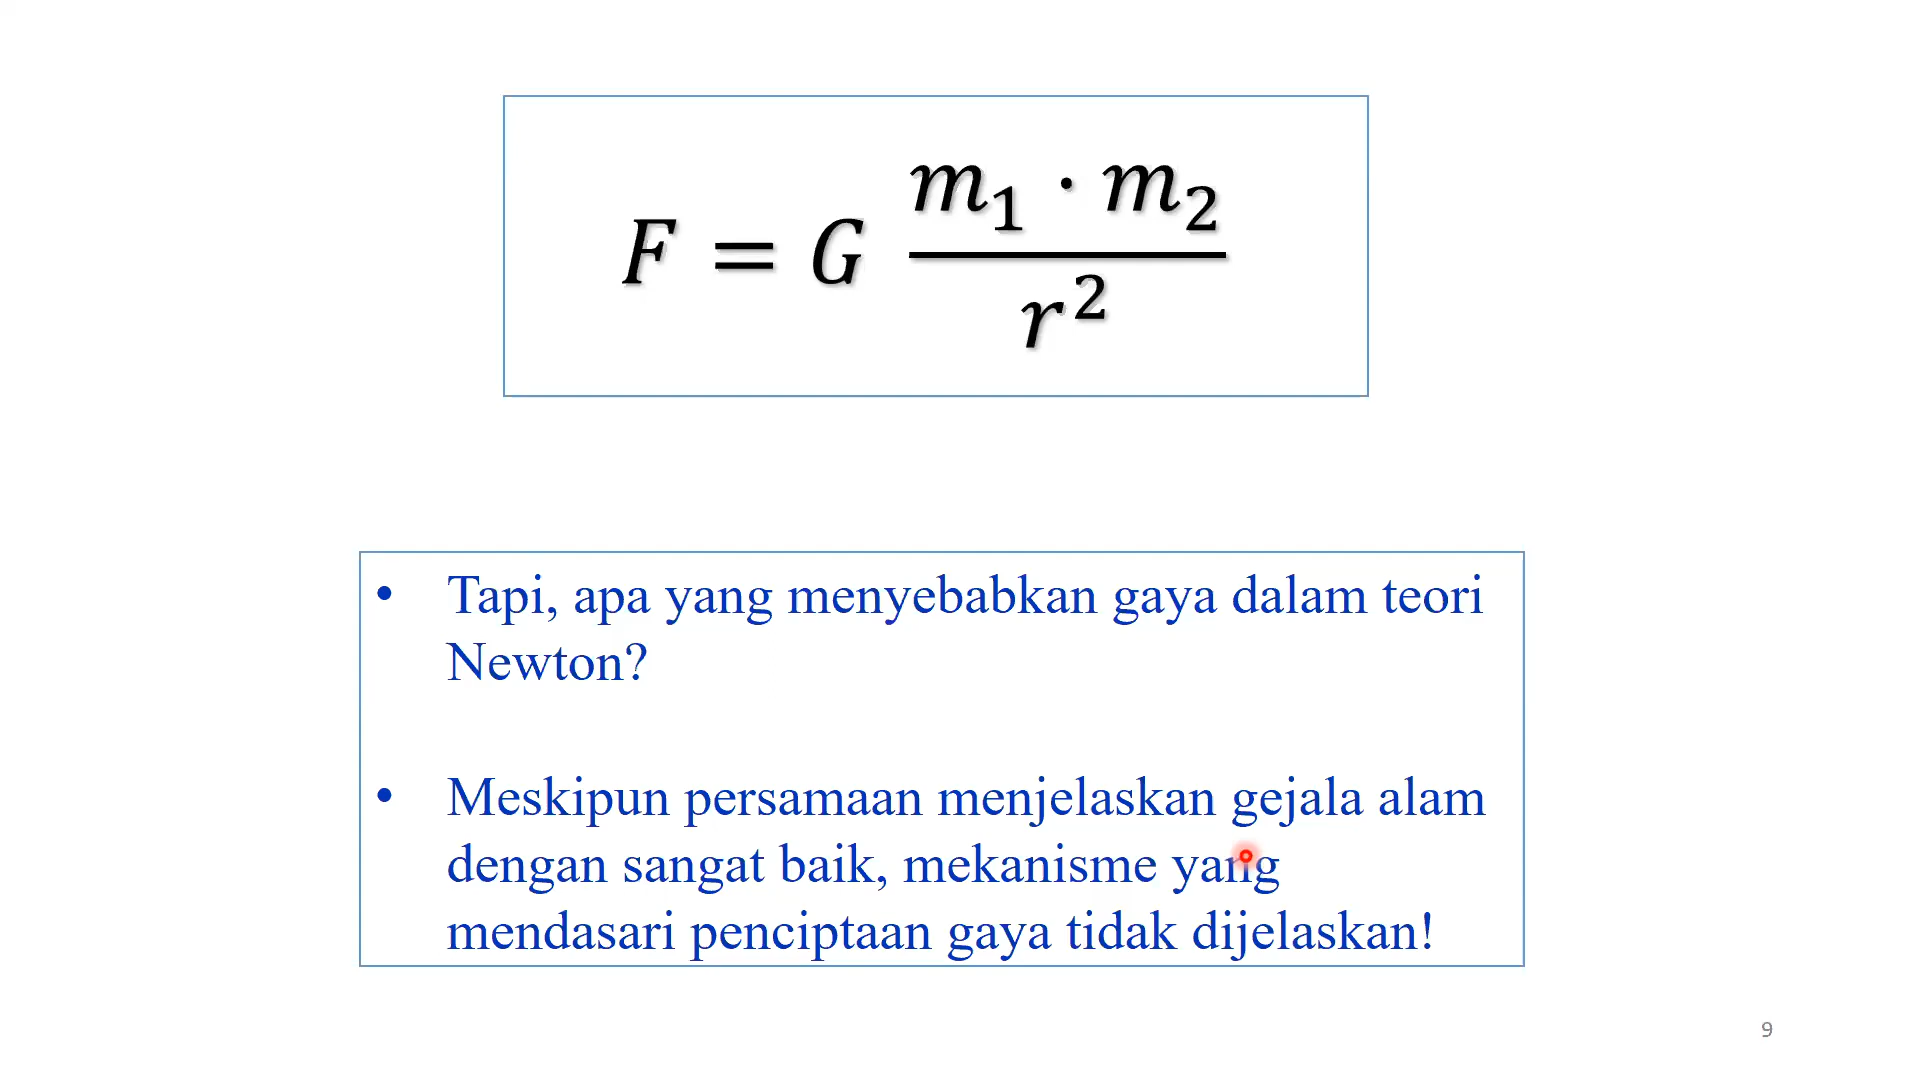 F = G m₁ · m₂ / r²
• Tapi, apa yang menyebabkan gaya dalam teori
Newton?
• Meskipun persamaan menjelaskan gejala alam
dengan sangat baik, mekanisme yang
mendasari penciptaan gaya tidak dijelaskan!
9